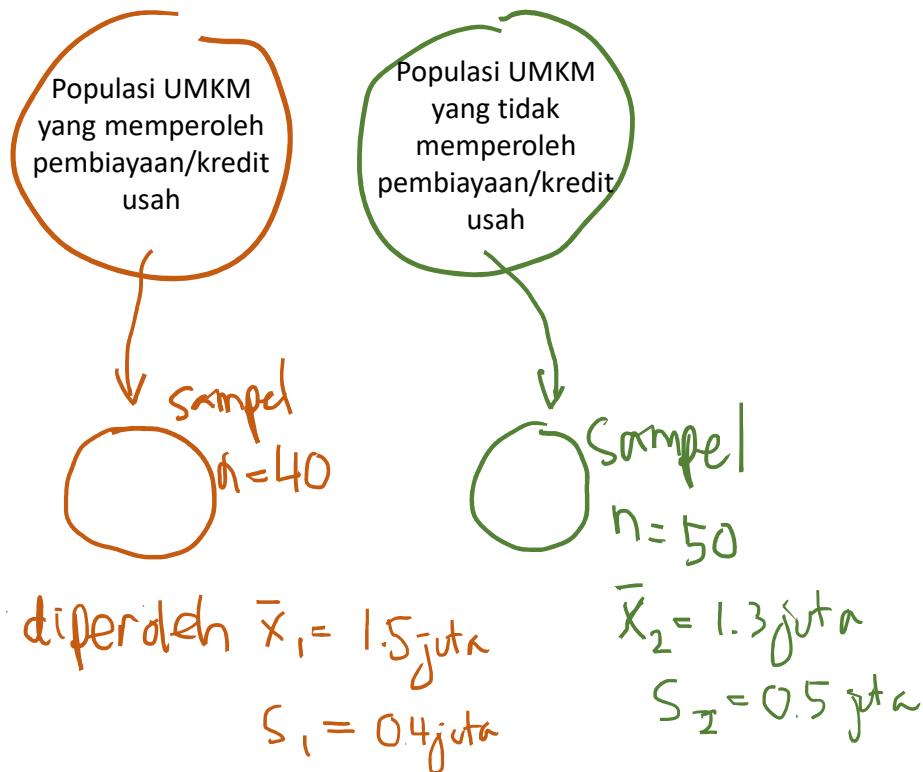 Populasi UMKM
yang memperoleh
pembiayaan/kredit
usah
Populasi UMKM
yang tidak
memperoleh
pembiayaan/kredit
usah
sampel
n=40
Sampel
n=50
diperoleh x̄₁= 1.5 juta
S₁ = 0.4 juta
x̄₂= 1.3 juta
S₂=0.5 juta